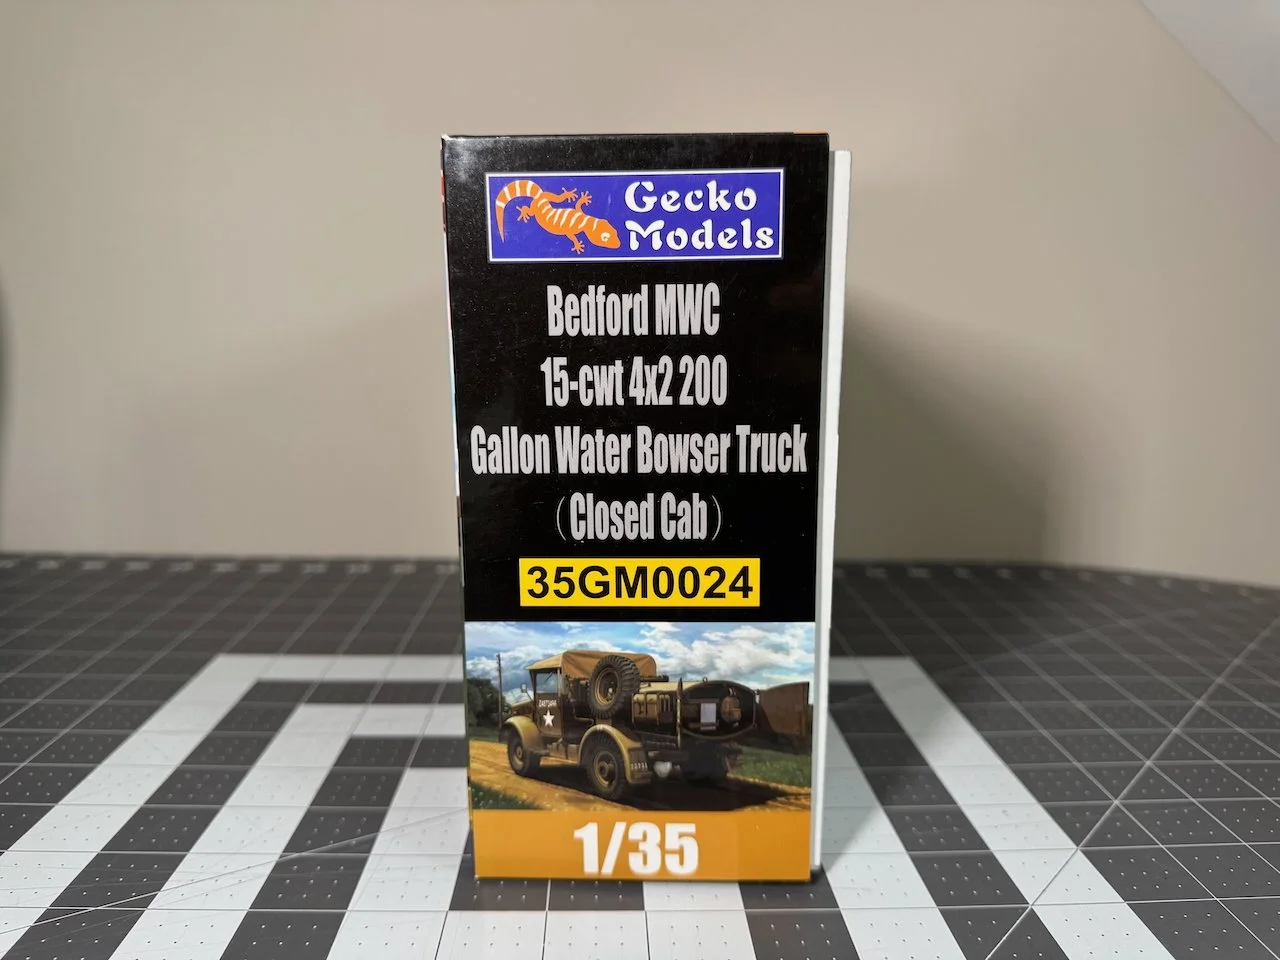 Gecko
Models
Bedford MWC
15-cwt 4x2 200
Gallon Water Bowser Truck
（Closed Cab）
35GM0024
1/35